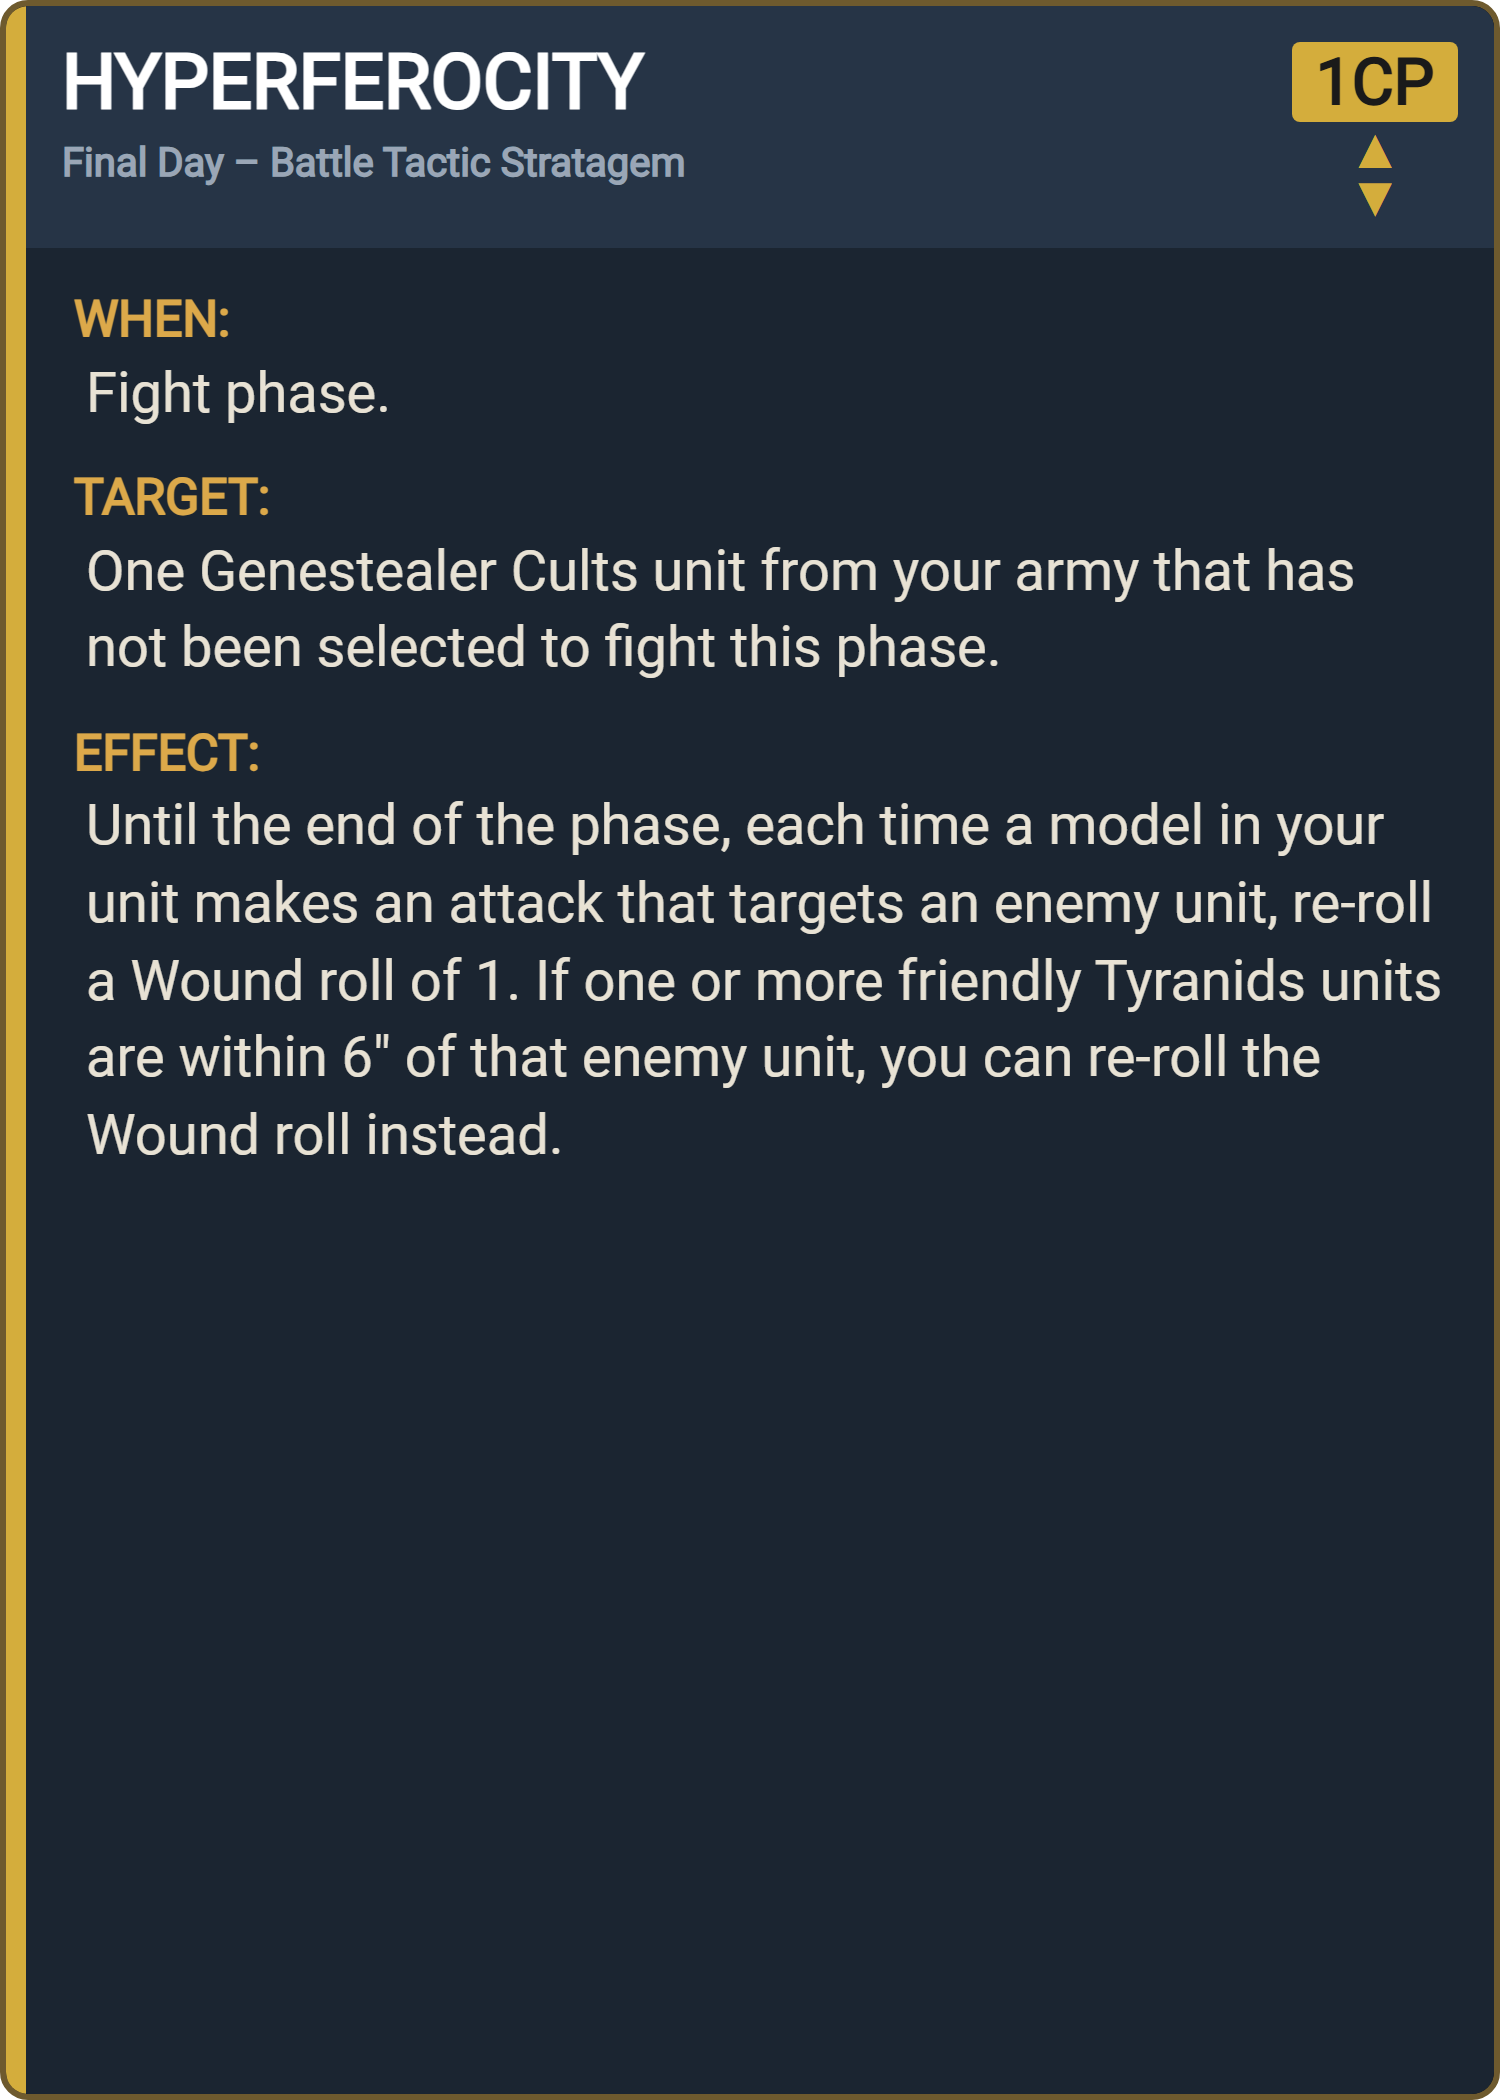 HYPERFEROCITY
1CP
Final Day – Battle Tactic Stratagem
▲
▼
WHEN:
Fight phase.
TARGET:
One Genestealer Cults unit from your army that has
not been selected to fight this phase.
EFFECT:
Until the end of the phase, each time a model in your
unit makes an attack that targets an enemy unit, re-roll
a Wound roll of 1. If one or more friendly Tyranids units
are within 6" of that enemy unit, you can re-roll the
Wound roll instead.